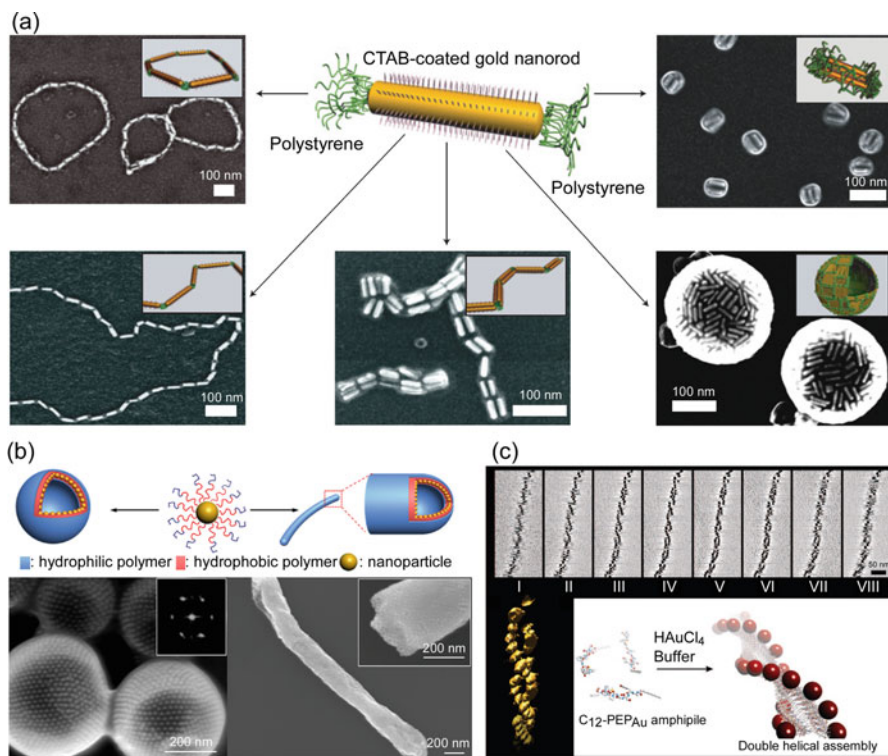 (a)
CTAB-coated gold nanorod
Polystyrene
Polystyrene
100 nm
100 nm
100 nm
100 nm
100 nm
(b)
: hydrophilic polymer : hydrophobic polymer : nanoparticle
200 nm
200 nm
200 nm
(c)
50 nm
I II III IV V VI VII VIII
HAuCl4
Buffer
C12-PEPAu amphipile
Double helical assembly